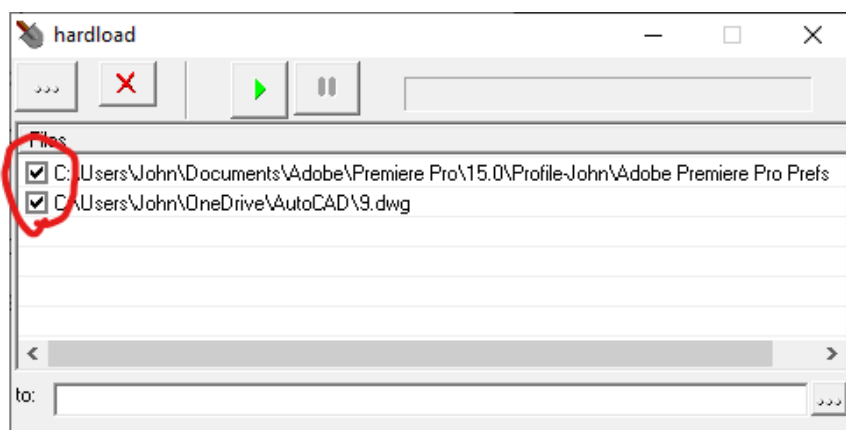 hardload
...
Files
C:\Users\John\Documents\Adobe\Premiere Pro\15.0\Profile-John\Adobe Premiere Pro Prefs
C:\Users\John\OneDrive\AutoCAD\9.dwg
to:
...